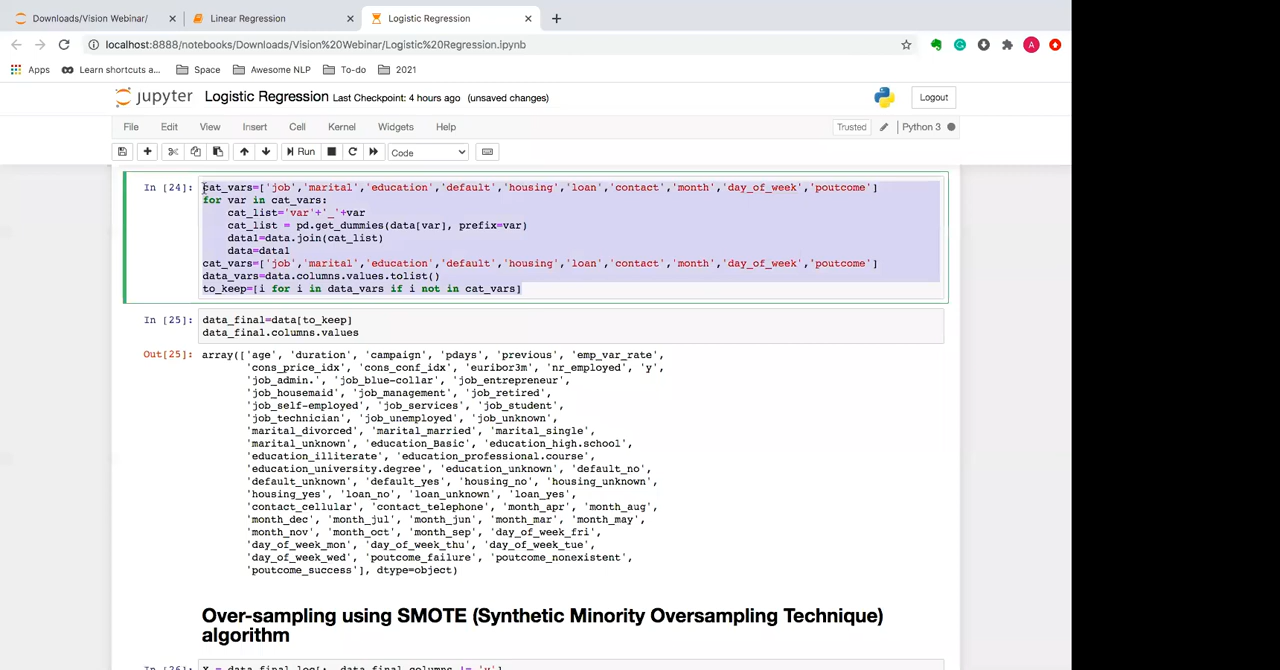 Downloads/Vision Webinar/
Linear Regression
Logistic Regression
localhost:8888/notebooks/Downloads/Vision%20Webinar/Logistic%20Regression.ipynb
A
Apps
Learn shortcuts a...
Space
Awesome NLP
To-do
2021
jupyter Logistic Regression Last Checkpoint: 4 hours ago (unsaved changes)
Logout
File Edit View Insert Cell Kernel Widgets Help
Trusted
Python 3
Run
Code
In [24]: cat_vars=['job','marital','education','default','housing','loan','contact','month','day_of_week','poutcome']
for var in cat_vars:
    cat_list='var'+'_'+var
    cat_list = pd.get_dummies(data[var], prefix=var)
    data1=data.join(cat_list)
    data=data1
cat_vars=['job','marital','education','default','housing','loan','contact','month','day_of_week','poutcome']
data_vars=data.columns.values.tolist()
to_keep=[i for i in data_vars if i not in cat_vars]
In [25]: data_final=data[to_keep]
data_final.columns.values
Out[25]: array(['age', 'duration', 'campaign', 'pdays', 'previous', 'emp_var_rate',
'cons_price_idx', 'cons_conf_idx', 'euribor3m', 'nr_employed', 'y',
'job_admin.', 'job_blue-collar', 'job_entrepreneur',
'job_housemaid', 'job_management', 'job_retired',
'job_self-employed', 'job_services', 'job_student',
'job_technician', 'job_unemployed', 'job_unknown',
'marital_divorced', 'marital_married', 'marital_single',
'marital_unknown', 'education_Basic', 'education_high.school',
'education_illiterate', 'education_professional.course',
'education_university.degree', 'education_unknown', 'default_no',
'default_unknown', 'default_yes', 'housing_no', 'housing_unknown',
'housing_yes', 'loan_no', 'loan_unknown', 'loan_yes',
'contact_cellular', 'contact_telephone', 'month_apr', 'month_aug',
'month_dec', 'month_jul', 'month_jun', 'month_mar', 'month_may',
'month_nov', 'month_oct', 'month_sep', 'day_of_week_fri',
'day_of_week_mon', 'day_of_week_thu', 'day_of_week_tue',
'day_of_week_wed', 'poutcome_failure', 'poutcome_nonexistent',
'poutcome_success'], dtype=object)
Over-sampling using SMOTE (Synthetic Minority Oversampling Technique)
algorithm
In [26]: X = data_final.loc[:, data_final.columns != 'y']